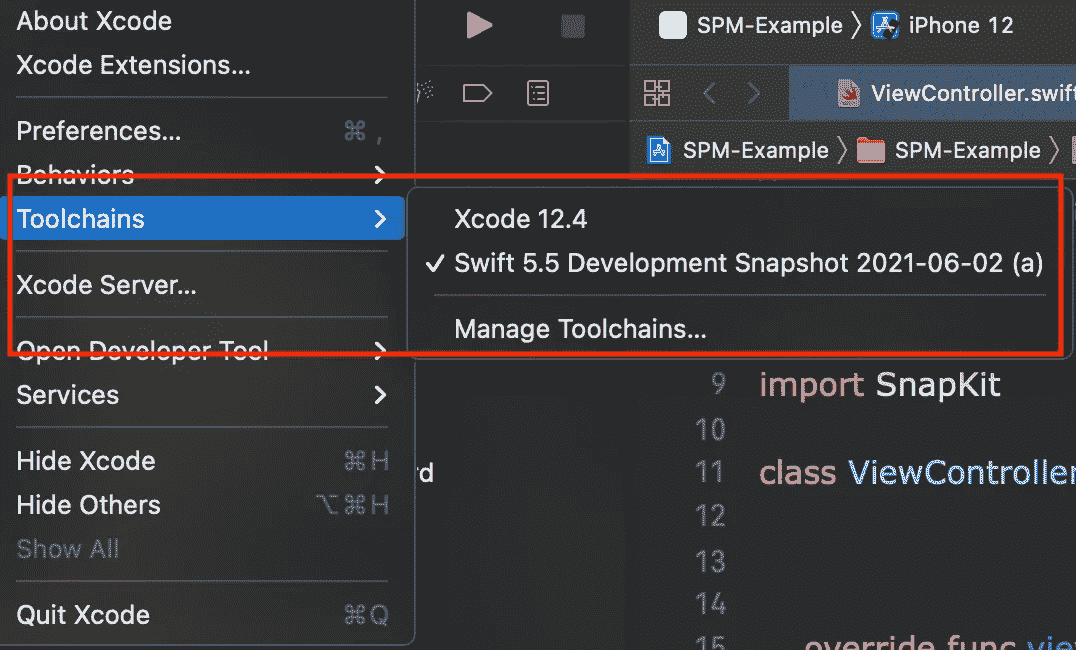 About Xcode
Xcode Extensions...
Preferences... ⌘ ,
Behaviors
Toolchains
Xcode Server...
Open Developer Tool
Services
Hide Xcode ⌘H
Hide Others ⌥⌘H
Show All
Quit Xcode ⌘Q
Xcode 12.4
✓ Swift 5.5 Development Snapshot 2021-06-02 (a)
Manage Toolchains...
SPM-Example 〉 iPhone 12
ViewController.swift
SPM-Example 〉 SPM-Example 〉
9 import SnapKit
10
11 class ViewController
12
13
14
15 override func